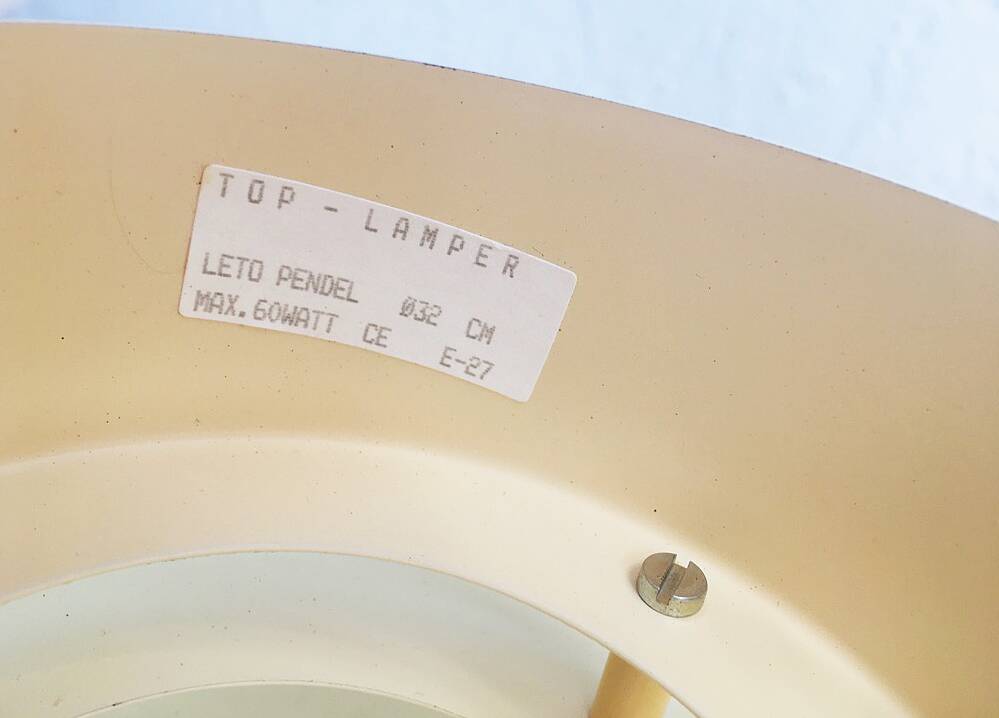 TOP - LAMPER
LETO PENDEL Ø32 CM
MAX.60WATT CE E-27